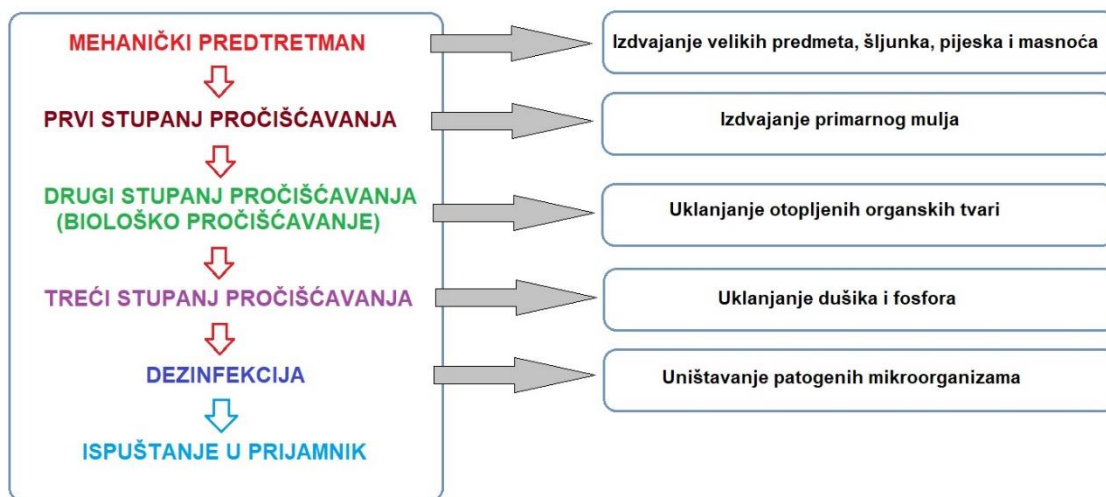 MEHANIČKI PREDTRETMAN
Izdvajanje velikih predmeta, šljunka, pijeska i masnoća
PRVI STUPANJ PROČIŠĆAVANJA
Izdvajanje primarnog mulja
DRUGI STUPANJ PROČIŠĆAVANJA
(BIOLOŠKO PROČIŠĆAVANJE)
Uklanjanje otopljenih organskih tvari
TREĆI STUPANJ PROČIŠĆAVANJA
Uklanjanje dušika i fosfora
DEZINFEKCIJA
Uništavanje patogenih mikroorganizama
ISPUŠTANJE U PRIJAMNIK